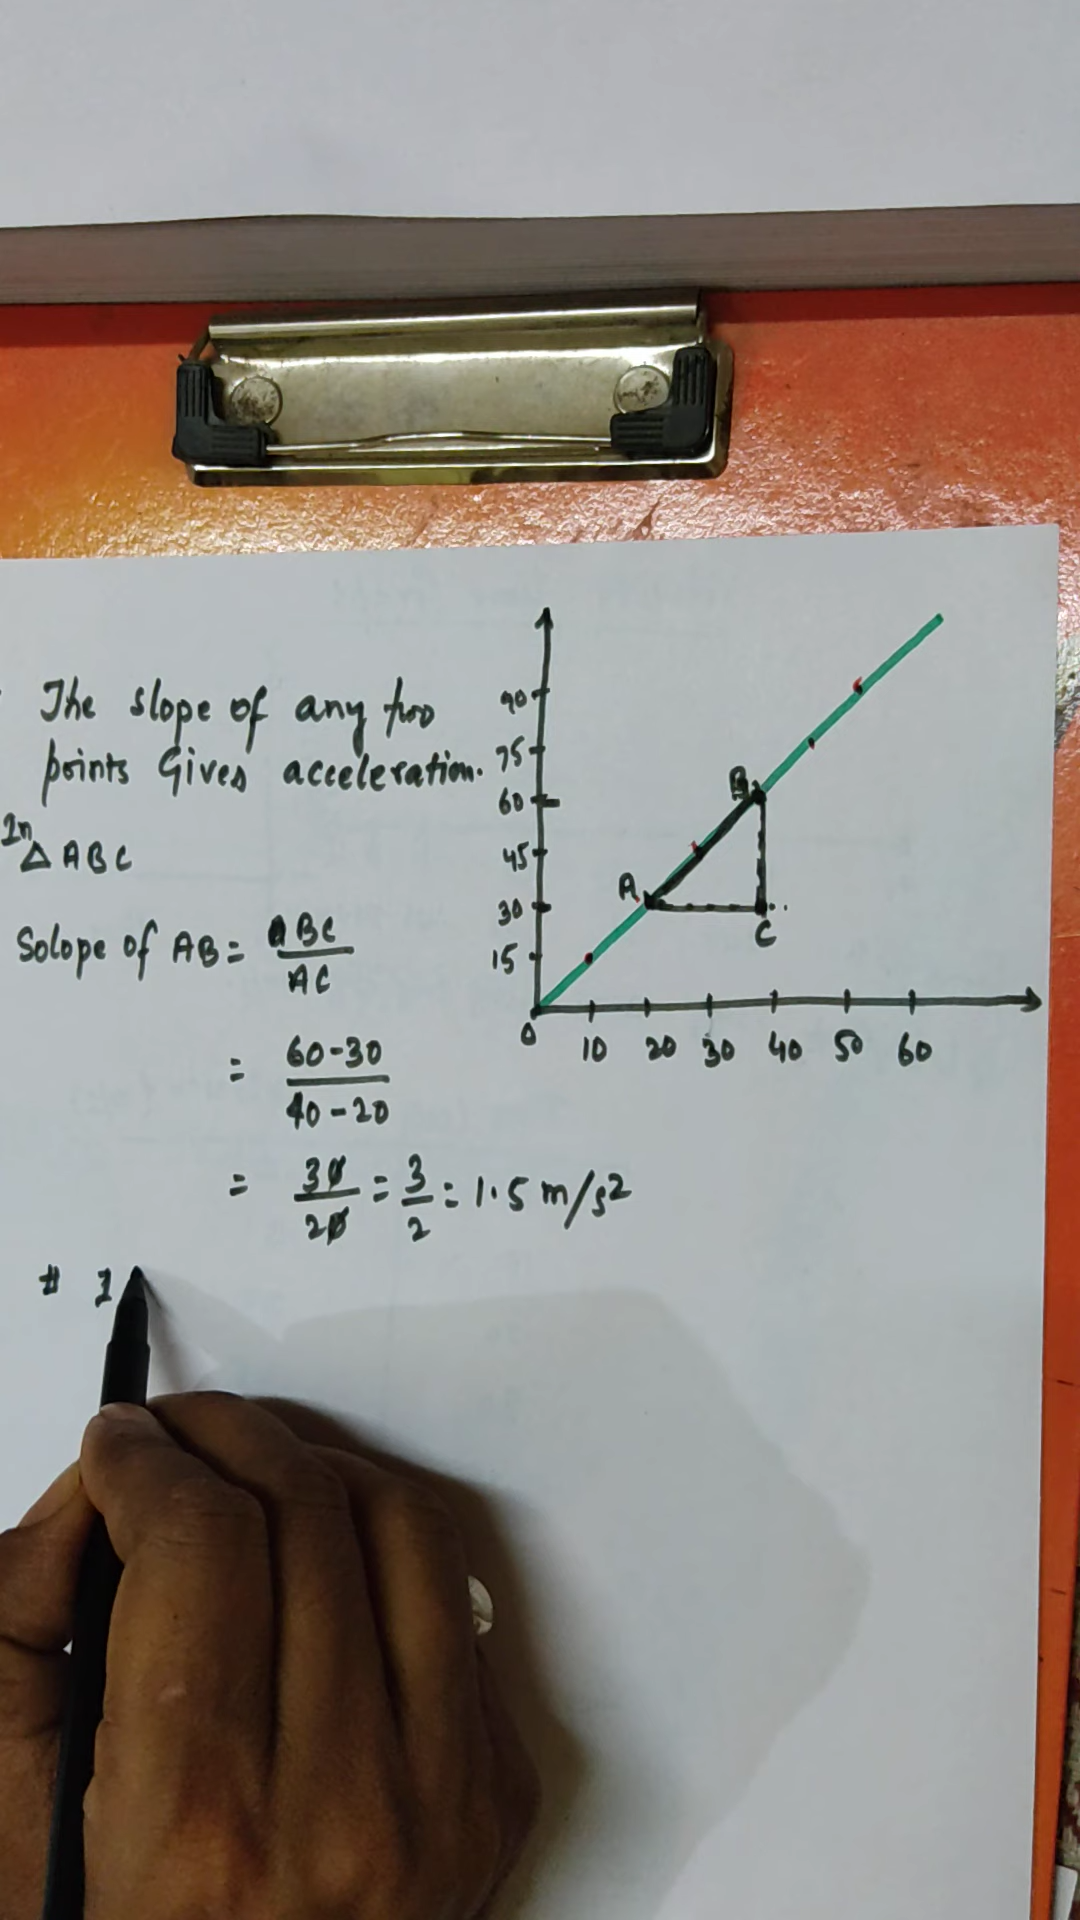 The slope of any two
points Gives acceleration.
In
△ ABC
Solope of AB = BC
AC
= 60-30
40-20
= 30 = 3 = 1.5 m/s²
20 2
# I
90
75
60
45
30
15
0
10 20 30 40 50 60
A
B
C